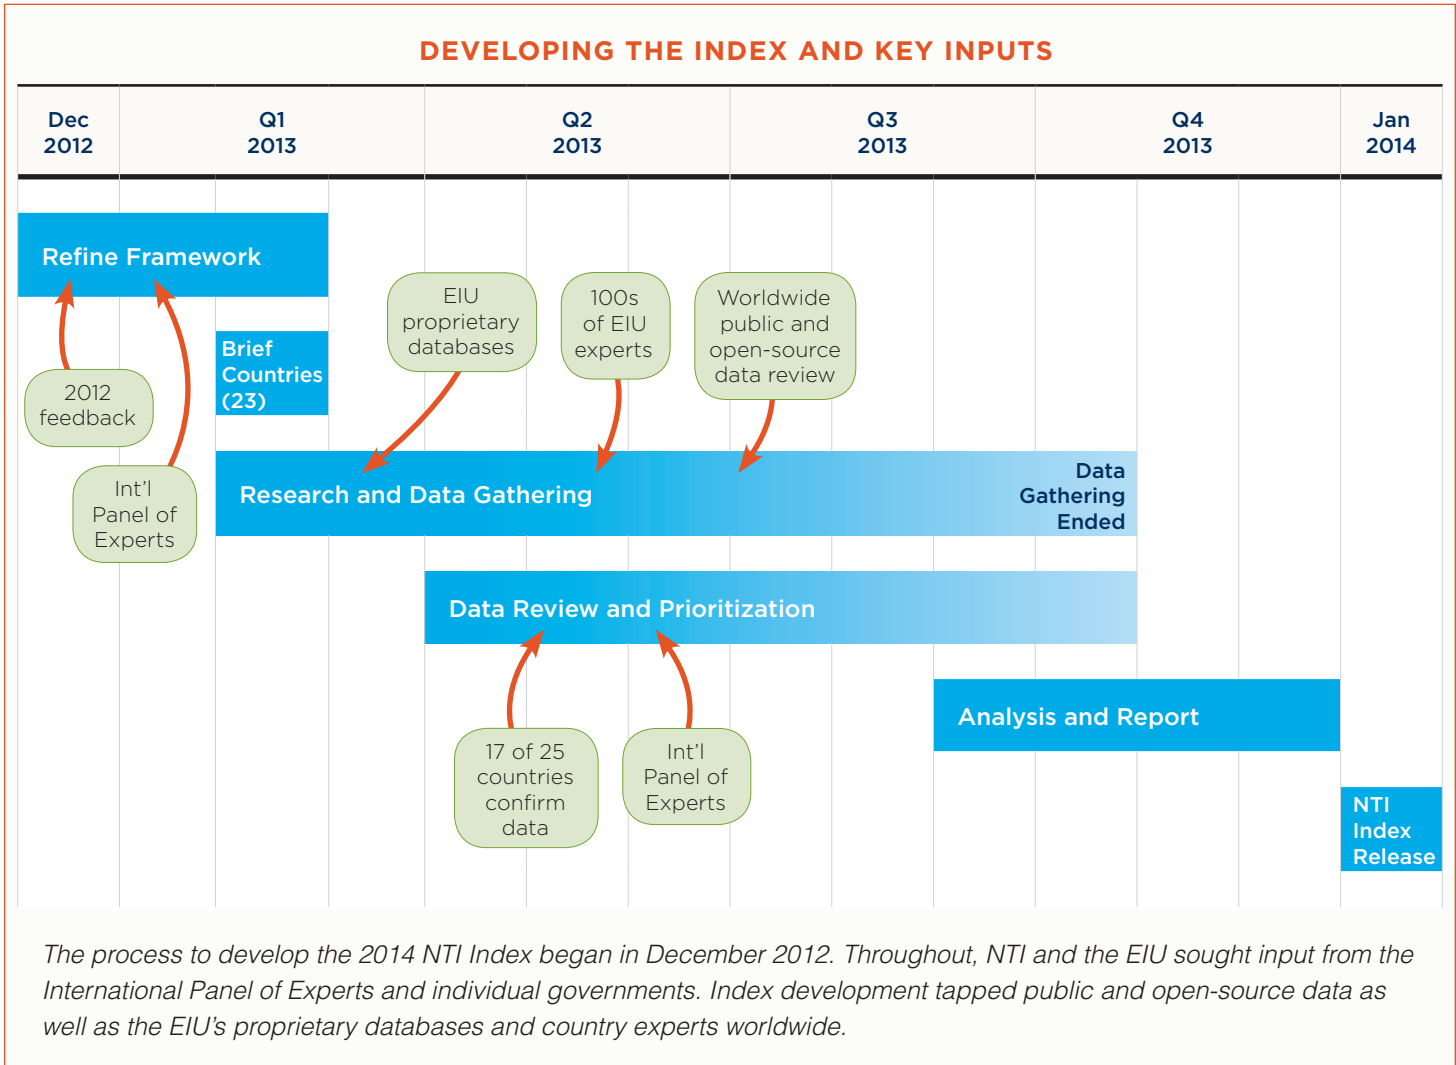 DEVELOPING THE INDEX AND KEY INPUTS
Dec
2012
Q1
2013
Q2
2013
Q3
2013
Q4
2013
Jan
2014
Refine Framework
EIU
proprietary
databases
100s
of EIU
experts
Worldwide
public and
open-source
data review
Brief
Countries
(23)
2012
feedback
Int'l
Panel of
Experts
Research and Data Gathering
Data
Gathering
Ended
Data Review and Prioritization
17 of 25
countries
confirm
data
Int'l
Panel of
Experts
Analysis and Report
NTI
Index
Release
The process to develop the 2014 NTI Index began in December 2012. Throughout, NTI and the EIU sought input from the
International Panel of Experts and individual governments. Index development tapped public and open-source data as
well as the EIU's proprietary databases and country experts worldwide.